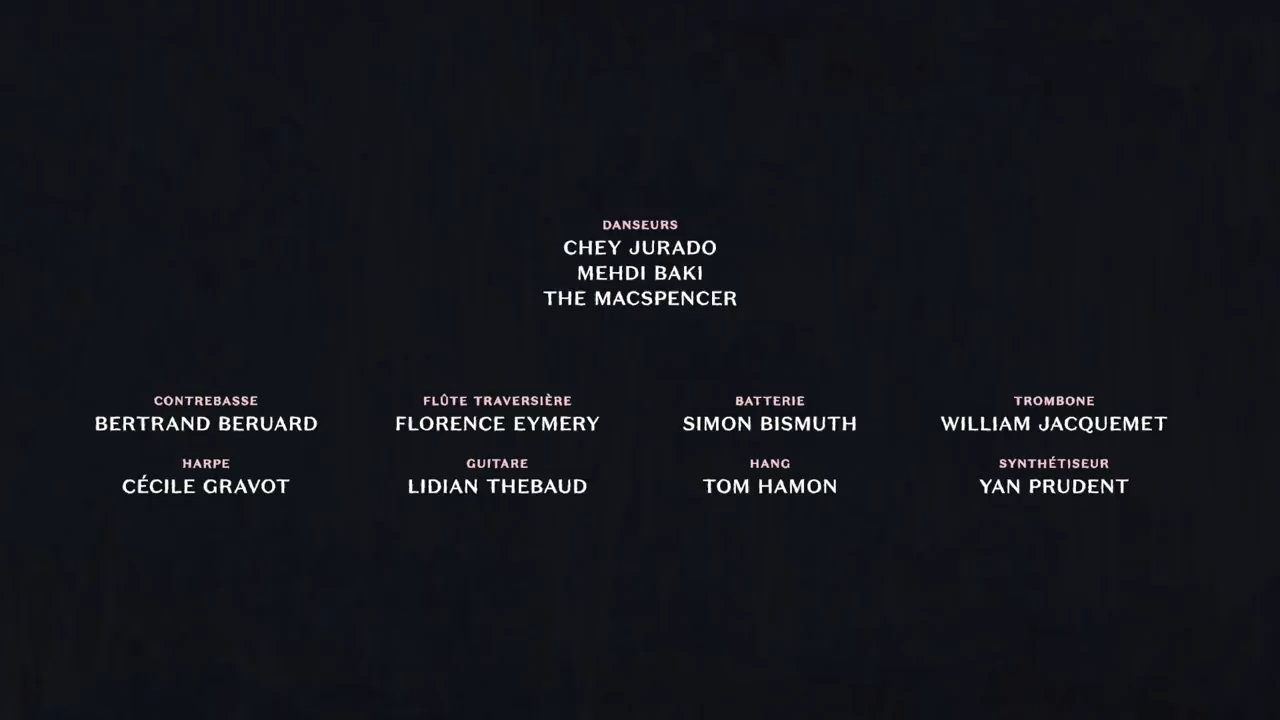 DANSEURS
CHEY JURADO
MEHDI BAKI
THE MACSPENCER
CONTREBASSE
BERTRAND BERUARD
FLÛTE TRAVERSIÈRE
FLORENCE EYMERY
BATTERIE
SIMON BISMUTH
TROMBONE
WILLIAM JACQUEMET
HARPE
CÉCILE GRAVOT
GUITARE
LIDIAN THEBAUD
HANG
TOM HAMON
SYNTHÉTISEUR
YAN PRUDENT